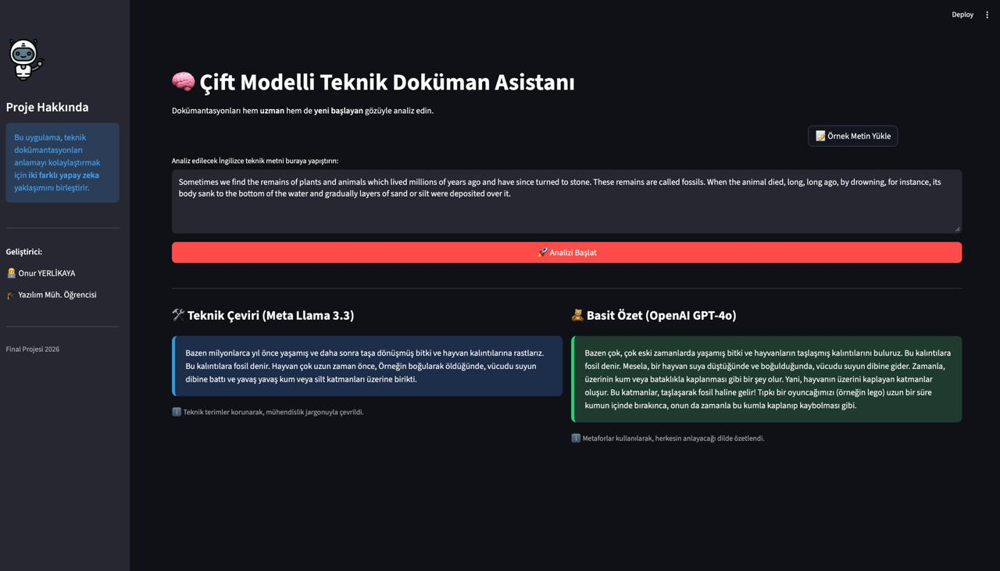 Deploy
Proje Hakkında
Bu uygulama, teknik
dokümantasyonları
anlamayı kolaylaştırmak
için iki farklı yapay zeka
yaklaşımını birleştirir.
Geliştirici:
Onur YERLİKAYA
Yazılım Müh. Öğrencisi
Final Projesi 2026
Çift Modelli Teknik Doküman Asistanı
Dokümantasyonları hem uzman hem de yeni başlayan gözüyle analiz edin.
Örnek Metin Yükle
Analiz edilecek İngilizce teknik metni buraya yapıştırın:
Sometimes we find the remains of plants and animals which lived millions of years ago and have since turned to stone. These remains are called fossils. When the animal died, long, long ago, by drowning, for instance, its
body sank to the bottom of the water and gradually layers of sand or silt were deposited over it.
Analizi Başlat
Teknik Çeviri (Meta Llama 3.3)
Bazen milyonlarca yıl önce yaşamış ve daha sonra taşa dönüşmüş bitki ve hayvan kalıntılarına rastlarız.
Bu kalıntılara fosil denir. Hayvan çok uzun zaman önce, Örneğin boğularak öldüğünde, vücudu suyun
dibine battı ve yavaş yavaş kum veya silt katmanları üzerine birikti.
Teknik terimler korunarak, mühendislik jargonuyla çevrildi.
Basit Özet (OpenAI GPT-4o)
Bazen çok, çok eski zamanlarda yaşamış bitki ve hayvanların taşlaşmış kalıntılarını buluruz. Bu kalıntılara
fosil denir. Mesela, bir hayvan suya düştüğünde ve boğulduğunda, vücudu suyun dibine gider. Zamanla,
üzerinin kum veya bataklıkla kaplanması gibi bir şey olur. Yani, hayvanın üzerini kaplayan katmanlar
oluşur. Bu katmanlar, taşlaşarak fosil haline gelir! Tıpkı bir oyuncağımızı (örneğin lego) uzun bir süre
kumun içinde bırakınca, onun da zamanla bu kumla kaplanıp kaybolması gibi.
Metaforlar kullanılarak, herkesin anlayacağı dilde özetlendi.